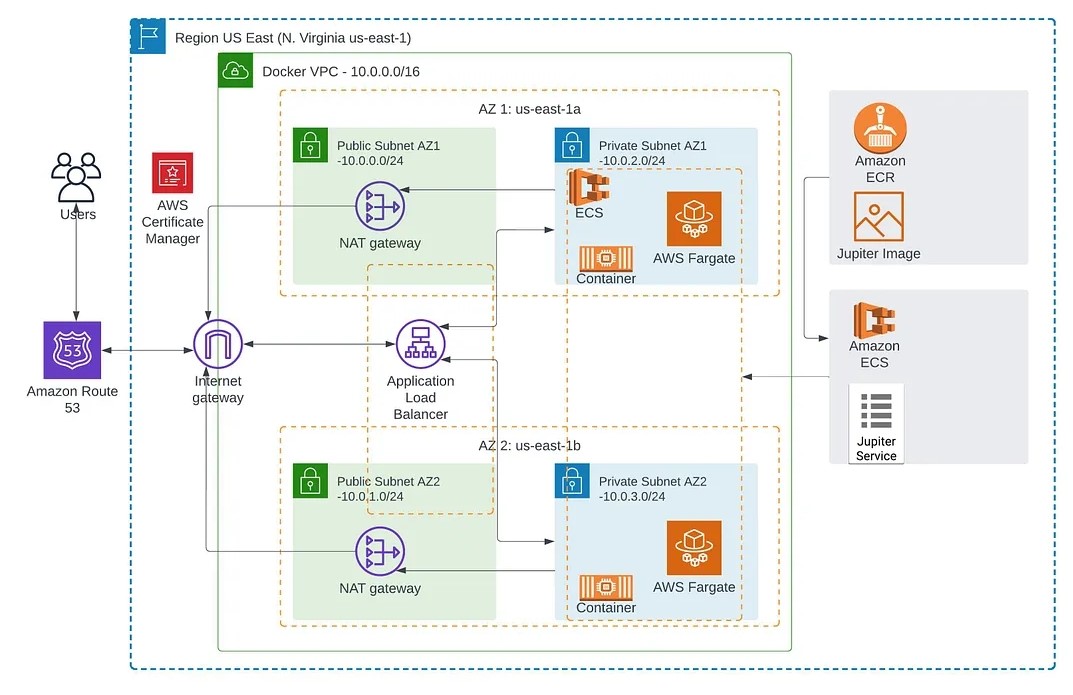 Region US East (N. Virginia us-east-1)
Docker VPC - 10.0.0.0/16
AZ 1: us-east-1a
Public Subnet AZ1
-10.0.0.0/24
NAT gateway
Private Subnet AZ1
-10.0.2.0/24
ECS
Container
AWS Fargate
Users
AWS
Certificate
Manager
53
Amazon Route
53
Internet
gateway
Application
Load
Balancer
AZ 2: us-east-1b
Public Subnet AZ2
-10.0.1.0/24
NAT gateway
Private Subnet AZ2
-10.0.3.0/24
Container
AWS Fargate
Amazon
ECR
Jupiter Image
Amazon
ECS
Jupiter
Service